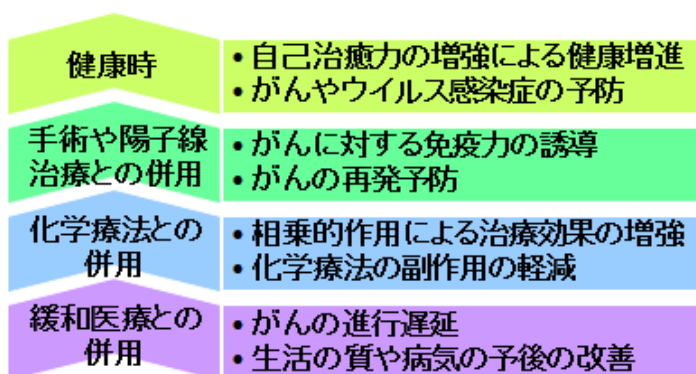 健康時
・自己治癒力の増強による健康増進
・がんやウイルス感染症の予防
手術や陽子線
治療との併用
・がんに対する免疫力の誘導
・がんの再発予防
化学療法との
併用
・相乗的作用による治療効果の増強
・化学療法の副作用の軽減
緩和医療との
併用
・がんの進行遅延
・生活の質や病気の予後の改善